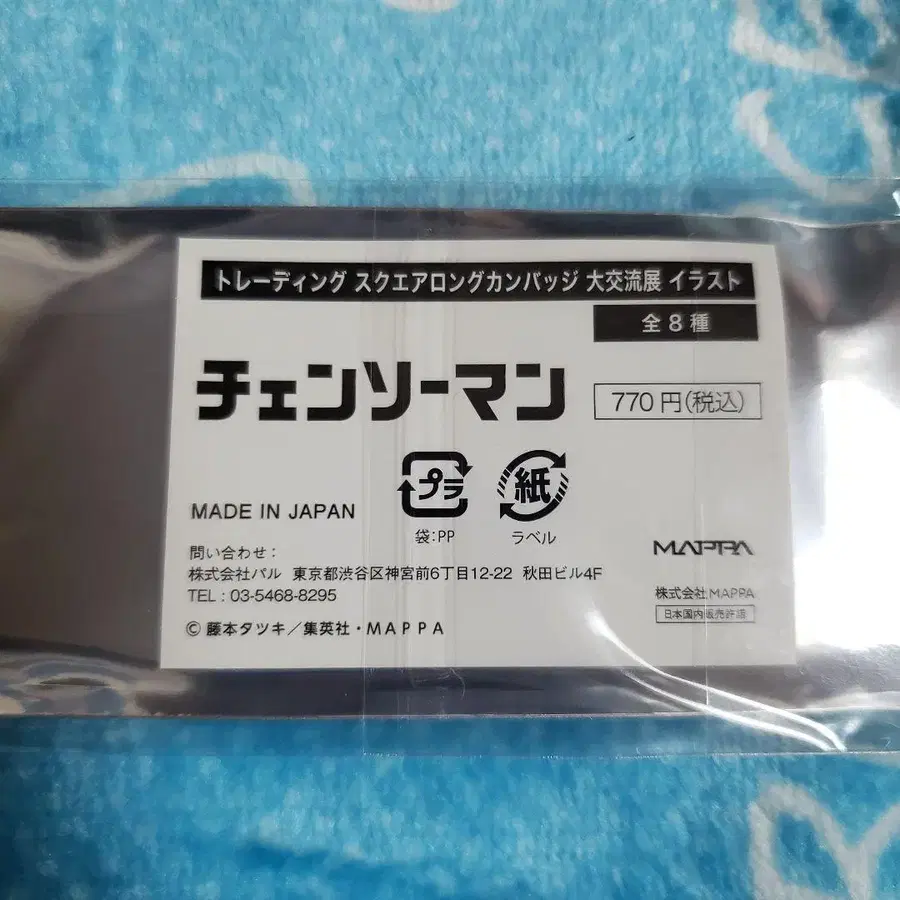 トレーディング スクエアロングカンバッジ 大交流展 イラスト
全8種
チェンソーマン
770円(税込)
プラ
紙
袋:PP
ラベル
MADE IN JAPAN
問い合わせ:
株式会社パル 東京都渋谷区神宮前6丁目12-22 秋田ビル4F
TEL:03-5468-8295
MAPPA
株式会社MAPPA
日本国内販売許諾
©藤本タツキ/集英社・MAPPA